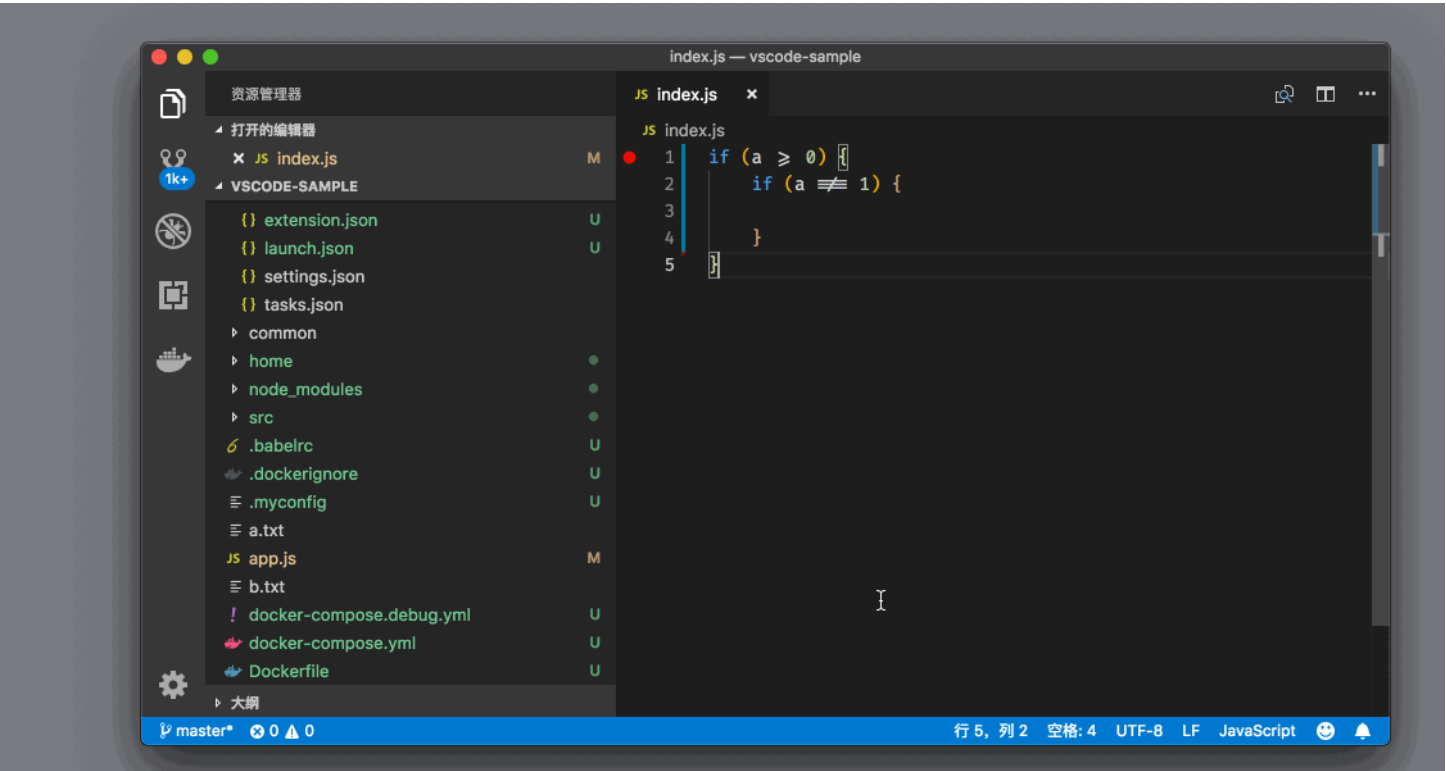 index.js — vscode-sample
资源管理器
JS index.js ×
打开的编辑器
JS index.js
× JS index.js M
1 if (a ⩾ 0) {
1k+
VSCODE-SAMPLE
2 if (a ≢ 1) {
3
{} extension.json U
4 }
{} launch.json U
5 }
{} settings.json
{} tasks.json
common
home
node_modules
src
.babelrc U
.dockerignore U
.myconfig U
a.txt
JS app.js M
b.txt
! docker-compose.debug.yml U
docker-compose.yml U
Dockerfile U
大纲
master* 0 0 行 5，列 2 空格: 4 UTF-8 LF JavaScript